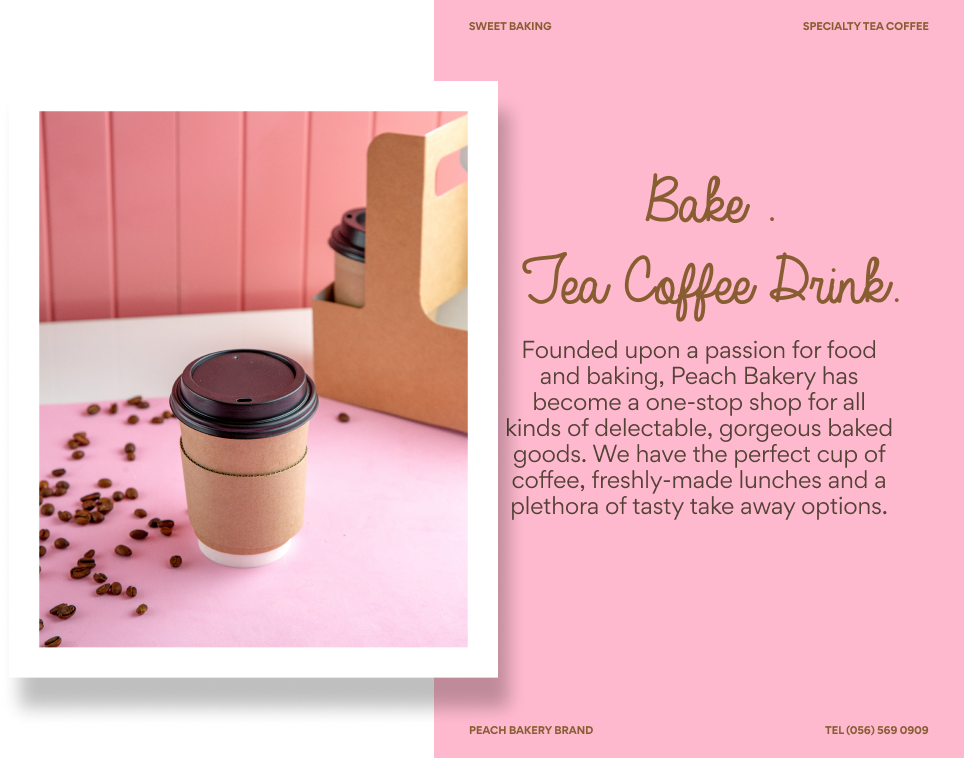 SWEET BAKING
SPECIALTY TEA COFFEE
Bake .
Tea Coffee Drink.
Founded upon a passion for food
and baking, Peach Bakery has
become a one-stop shop for all
kinds of delectable, gorgeous baked
goods. We have the perfect cup of
coffee, freshly-made lunches and a
plethora of tasty take away options.
PEACH BAKERY BRAND
TEL (056) 569 0909